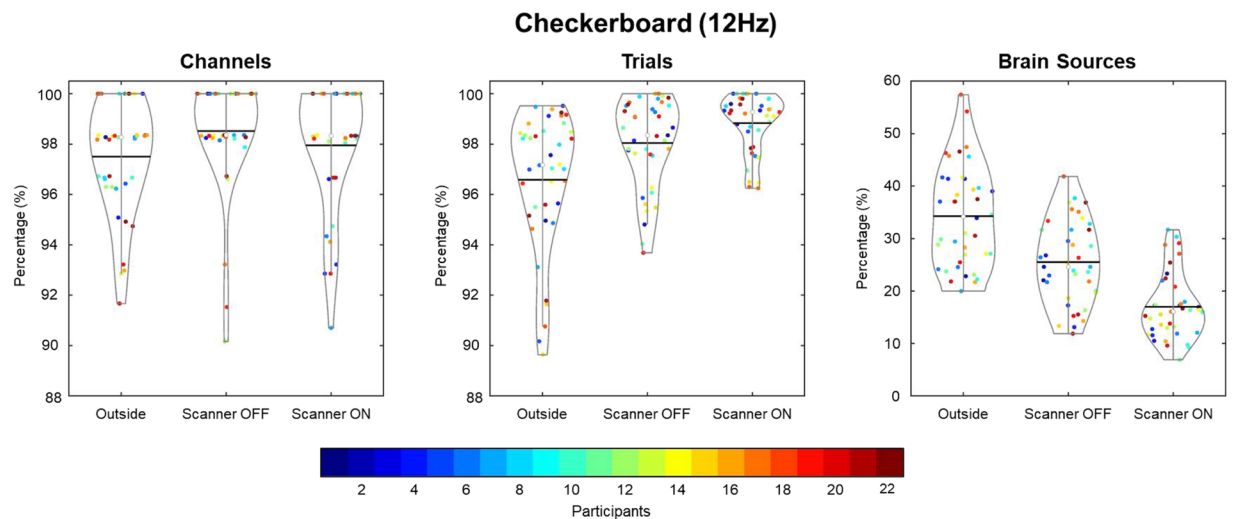 Checkerboard (12Hz)
Channels
Percentage (%)
100
98
96
94
92
90
88
Outside Scanner OFF Scanner ON
Trials
Percentage (%)
100
98
96
94
92
90
88
Outside Scanner OFF Scanner ON
Brain Sources
Percentage (%)
60
50
40
30
20
10
0
Outside Scanner OFF Scanner ON
2 4 6 8 10 12 14 16 18 20 22
Participants